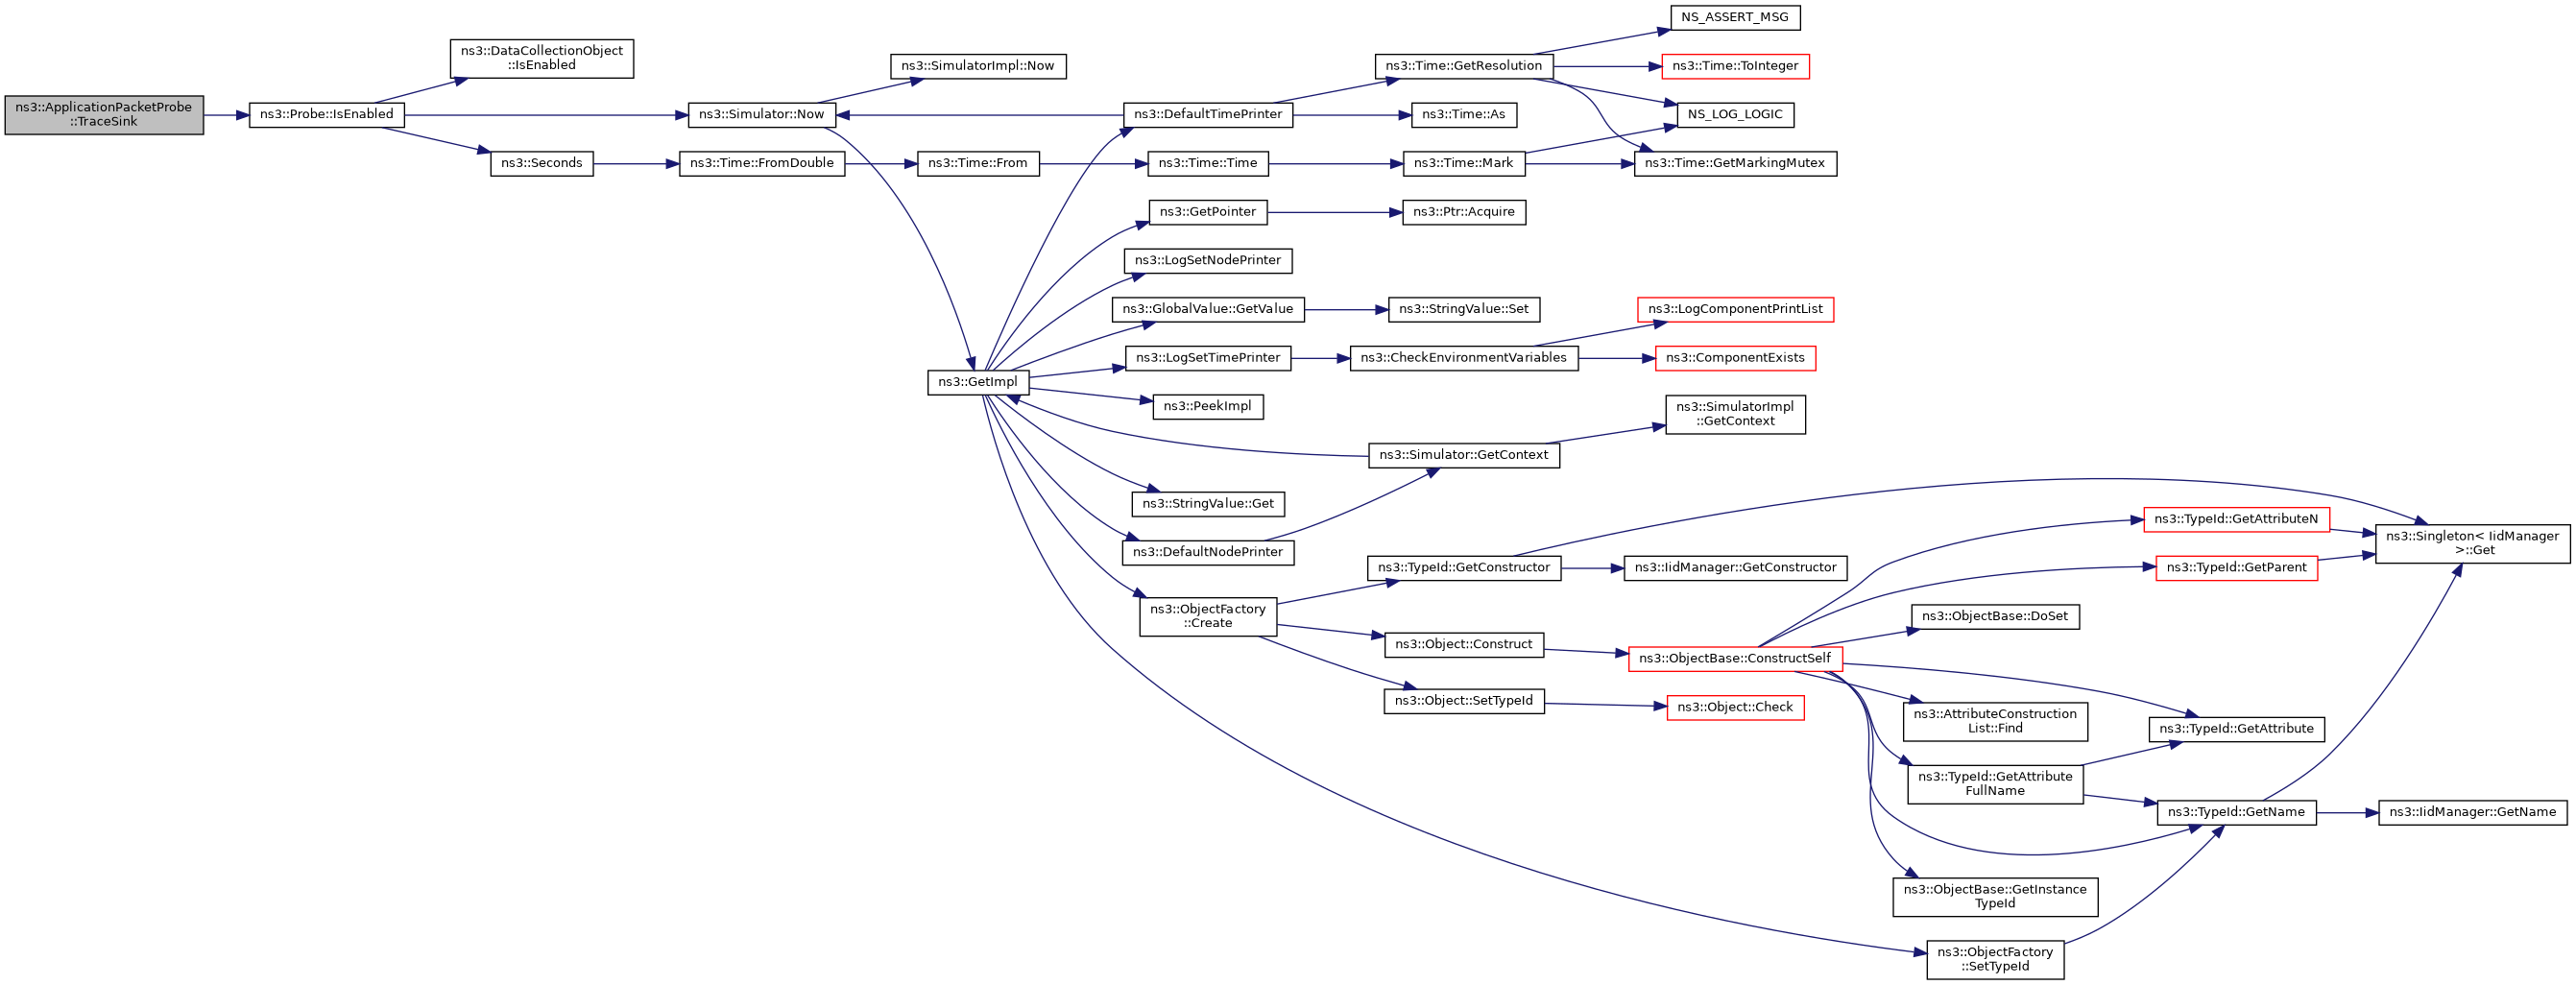 ns3::ApplicationPacketProbe
::TraceSink
ns3::Probe::IsEnabled
ns3::DataCollectionObject
::IsEnabled
ns3::Seconds
ns3::Simulator::Now
ns3::Time::FromDouble
ns3::SimulatorImpl::Now
ns3::Time::From
ns3::GetImpl
ns3::DefaultTimePrinter
ns3::Time::Time
ns3::GetPointer
ns3::LogSetNodePrinter
ns3::GlobalValue::GetValue
ns3::LogSetTimePrinter
ns3::PeekImpl
ns3::StringValue::Get
ns3::DefaultNodePrinter
ns3::ObjectFactory
::Create
ns3::Time::GetResolution
ns3::Time::As
ns3::Time::Mark
ns3::Ptr::Acquire
ns3::StringValue::Set
ns3::CheckEnvironmentVariables
ns3::Simulator::GetContext
ns3::TypeId::GetConstructor
ns3::Object::Construct
ns3::Object::SetTypeId
NS_ASSERT_MSG
ns3::Time::ToInteger
NS_LOG_LOGIC
ns3::Time::GetMarkingMutex
ns3::LogComponentPrintList
ns3::ComponentExists
ns3::SimulatorImpl
::GetContext
ns3::IidManager::GetConstructor
ns3::ObjectBase::ConstructSelf
ns3::Object::Check
ns3::ObjectBase::DoSet
ns3::AttributeConstruction
List::Find
ns3::TypeId::GetAttribute
FullName
ns3::ObjectBase::GetInstance
TypeId
ns3::ObjectFactory
::SetTypeId
ns3::TypeId::GetAttributeN
ns3::TypeId::GetParent
ns3::TypeId::GetAttribute
ns3::TypeId::GetName
ns3::Singleton< IidManager
>::Get
ns3::IidManager::GetName